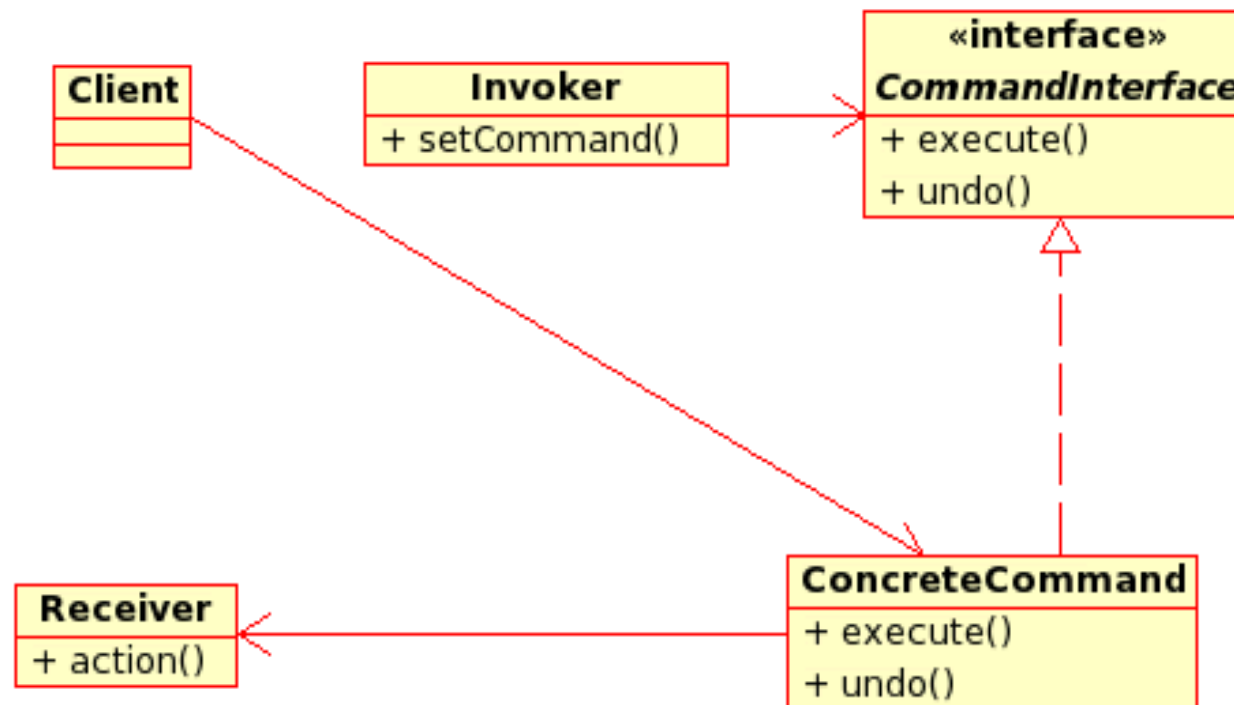 Client
Invoker
+ setCommand()
«interface»
CommandInterface
+ execute()
+ undo()
Receiver
+ action()
ConcreteCommand
+ execute()
+ undo()